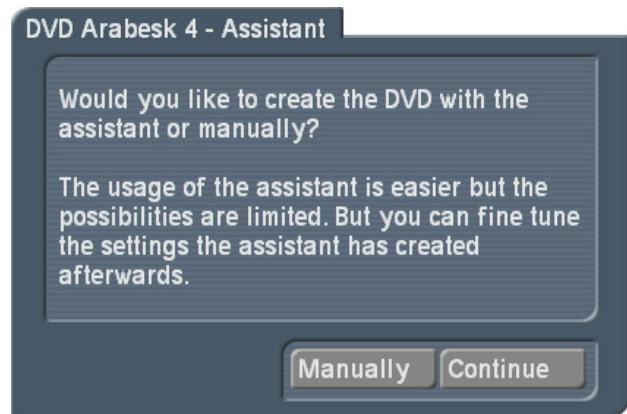 DVD Arabesk 4 - Assistant
Would you like to create the DVD with the
assistant or manually?
The usage of the assistant is easier but the
possibilities are limited. But you can fine tune
the settings the assistant has created
afterwards.
Manually Continue